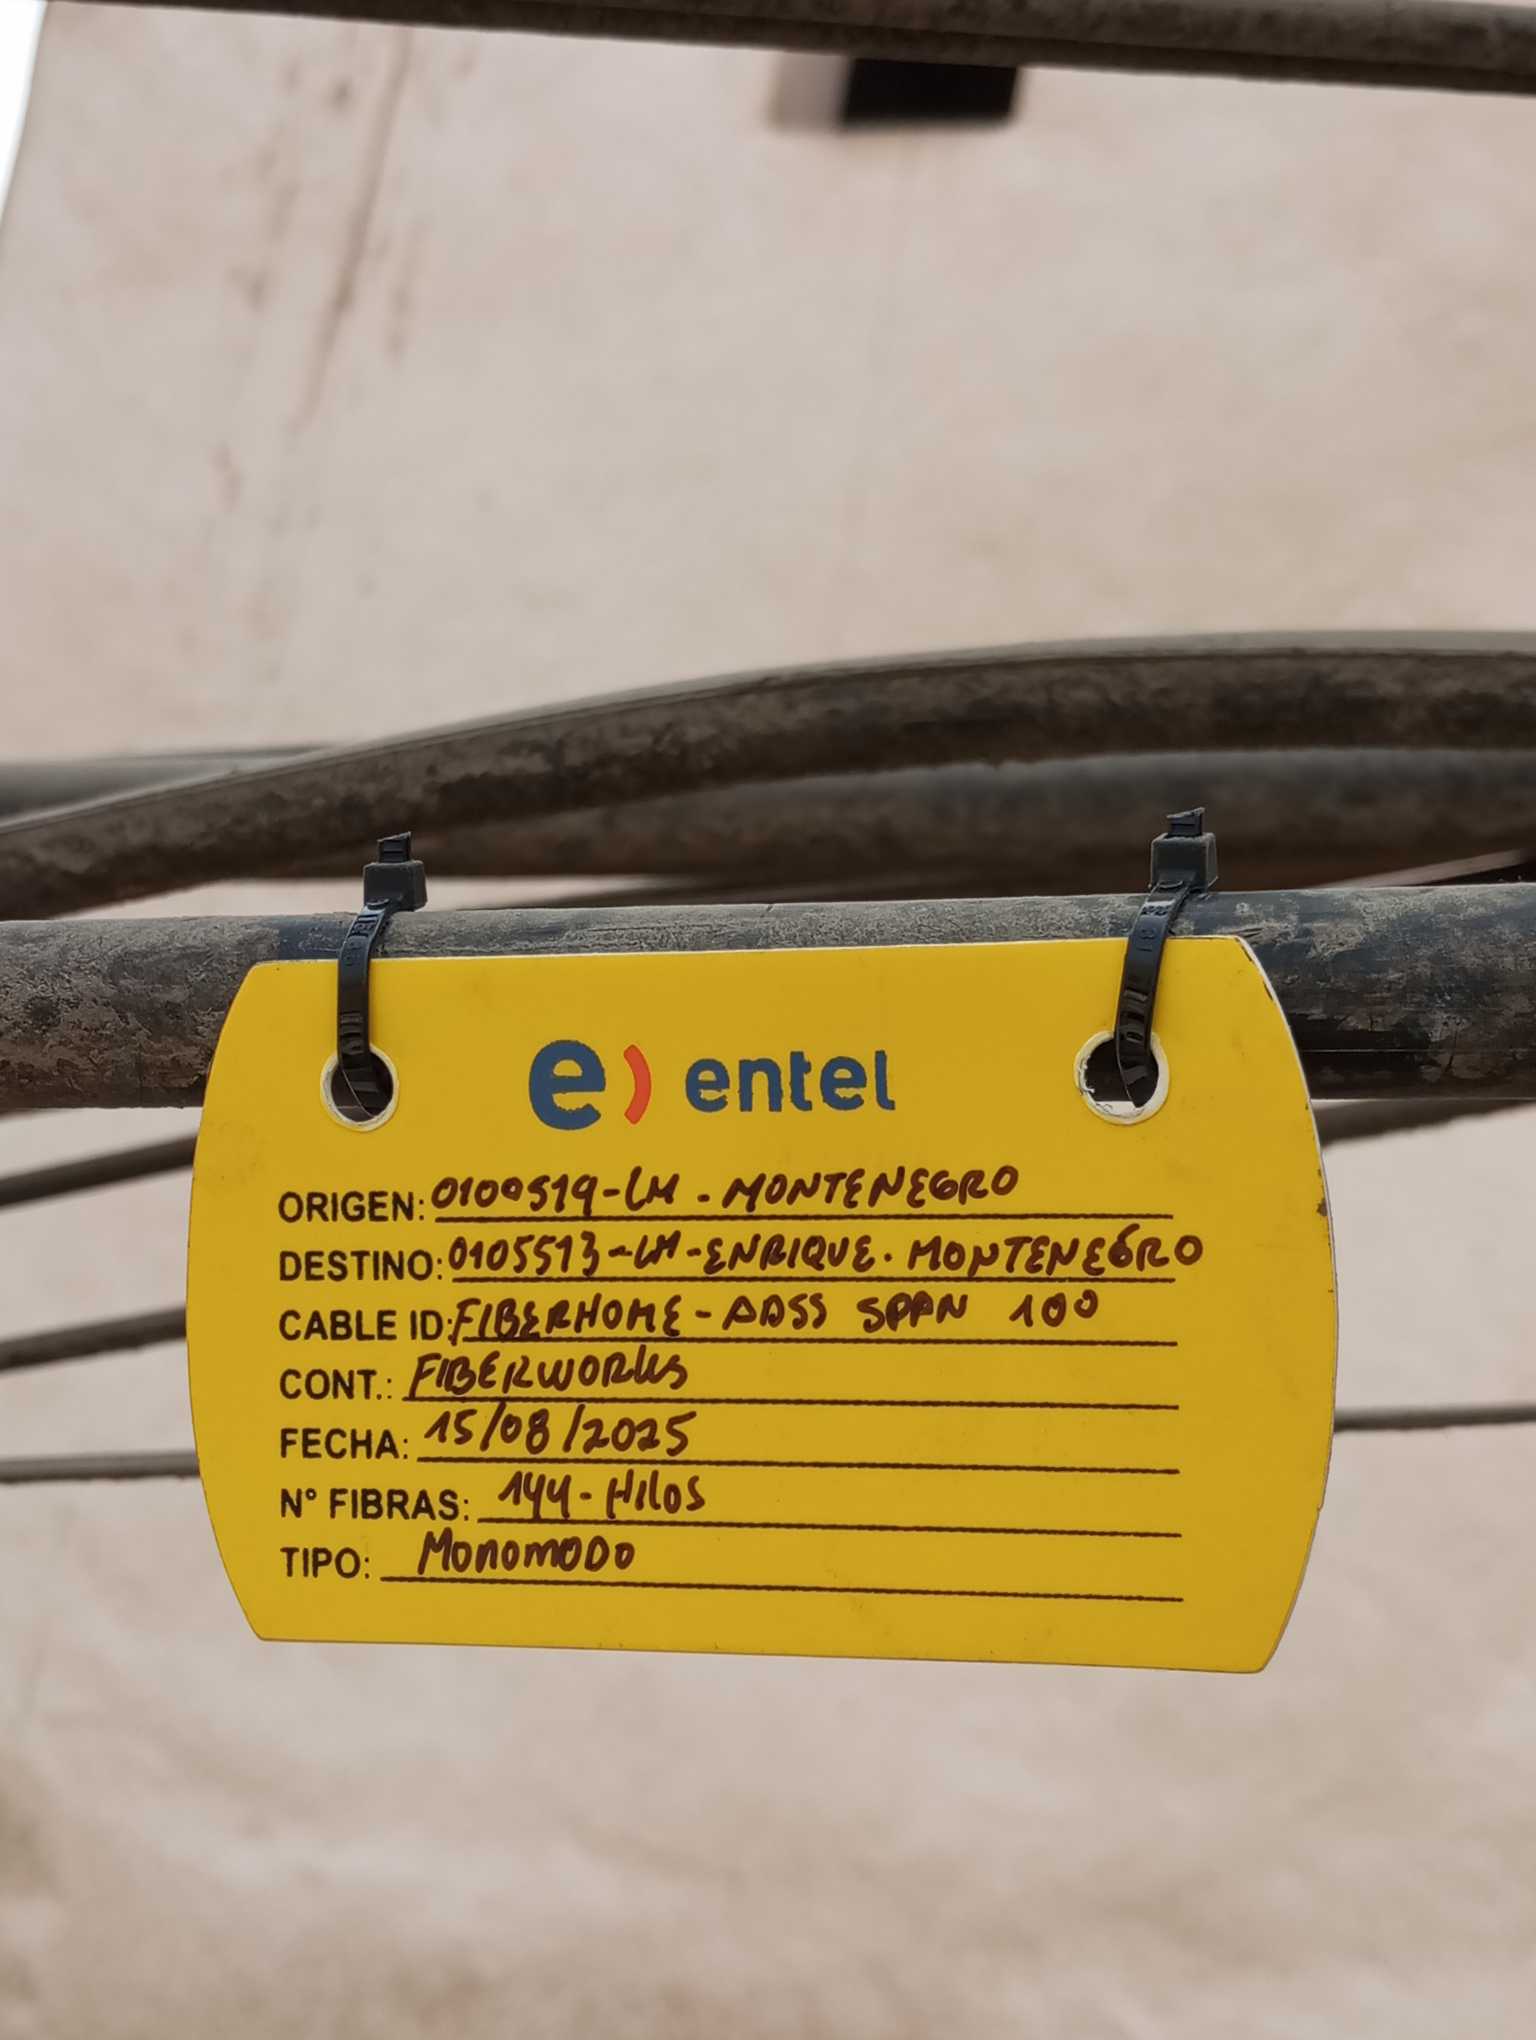 e) entel
ORIGEN: 0100519-LM. MONTENEGRO
DESTINO: 0105513-LM-ENRIQUE. MONTENEGRO
CABLE ID: FIBERHOME-ADSS SPAN 100
CONT.: FIBERWORKS
FECHA: 15/08/2025
N° FIBRAS: 144-HILOS
TIPO: MONOMODO